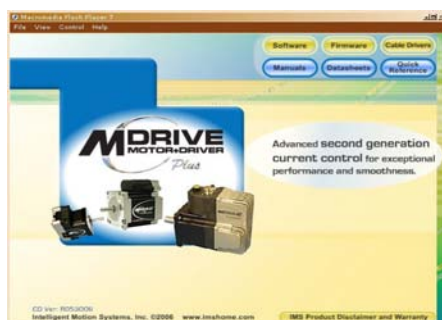 Macromedia Flash Player 7
File View Control Help
Software Firmware Cable Drivers
Manuals Datasheets Quick Reference
MDRIVE
MOTOR+DRIVER
Plus
Advanced second generation
current control for exceptional
performance and smoothness.
CD Ver: R053006
Intelligent Motion Systems, Inc. ©2006 www.imshome.com
IMS Product Disclaimer and Warranty